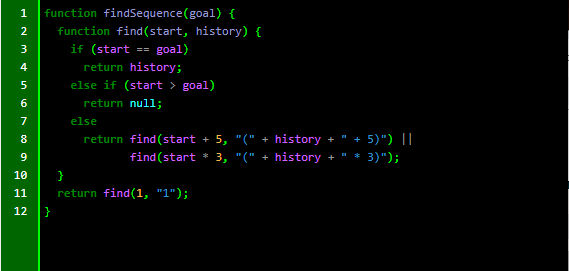 1 function findSequence(goal) {
2   function find(start, history) {
3     if (start == goal)
4       return history;
5     else if (start > goal)
6       return null;
7     else
8       return find(start + 5, "(" + history + " + 5)") ||
9              find(start * 3, "(" + history + " * 3)");
10   }
11   return find(1, "1");
12 }